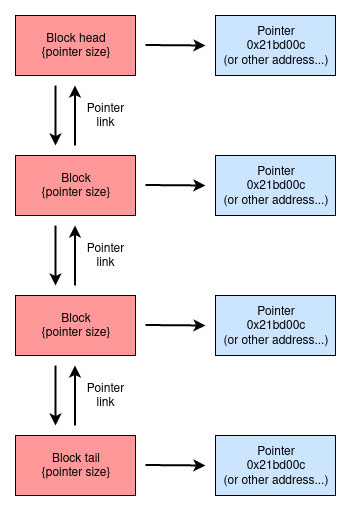 Block head
{pointer size}
Pointer
0x21bd00c
(or other address...)
Pointer
link
Block
{pointer size}
Pointer
0x21bd00c
(or other address...)
Pointer
link
Block
{pointer size}
Pointer
0x21bd00c
(or other address...)
Pointer
link
Block tail
{pointer size}
Pointer
0x21bd00c
(or other address...)